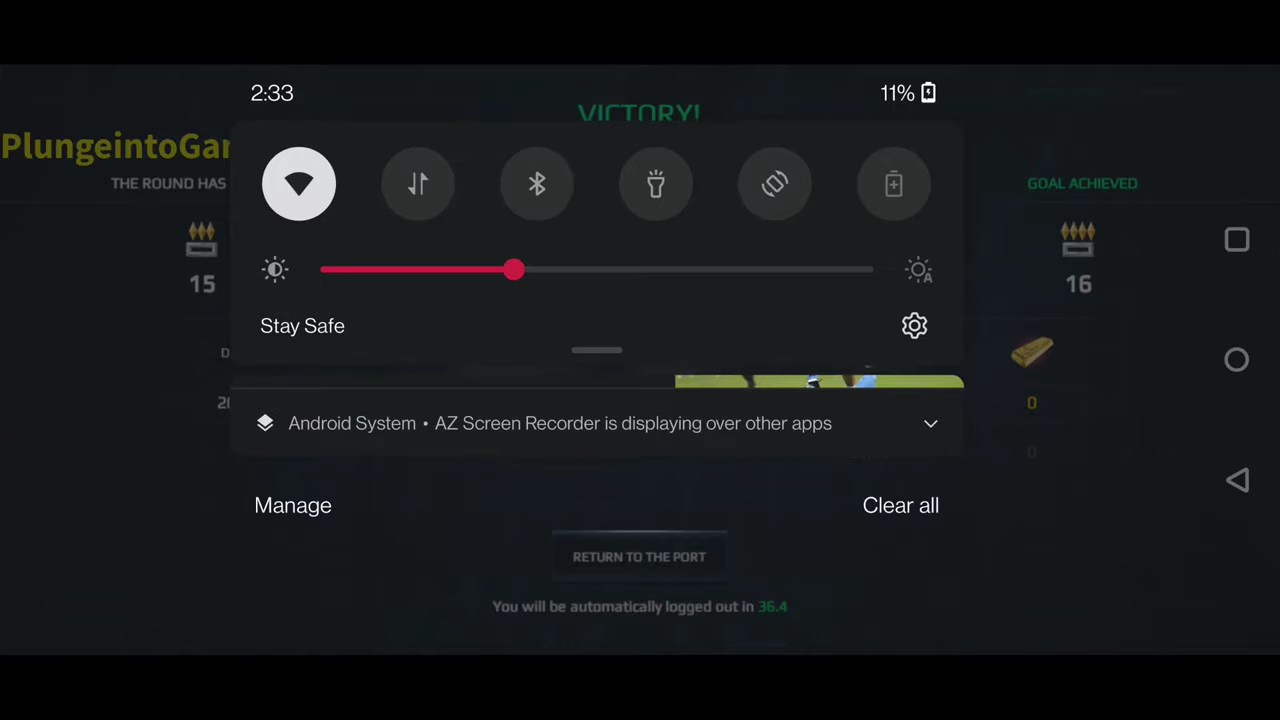 2:33
11%
VICTORY!
PlungeintoGa
THE ROUND HAS
GOAL ACHIEVED
15
16
Stay Safe
A
0
Android System • AZ Screen Recorder is displaying over other apps
0
Manage
Clear all
RETURN TO THE PORT
You will be automatically logged out in 36.4